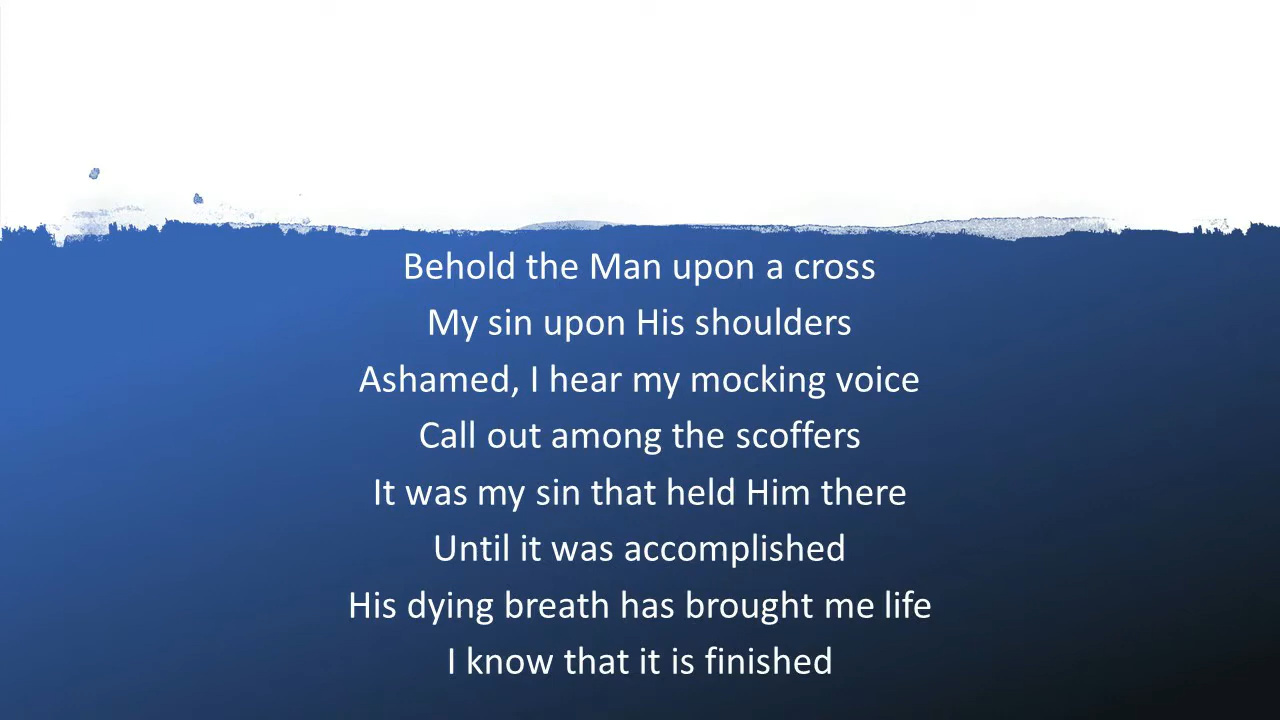 Behold the Man upon a cross
My sin upon His shoulders
Ashamed, I hear my mocking voice
Call out among the scoffers
It was my sin that held Him there
Until it was accomplished
His dying breath has brought me life
I know that it is finished